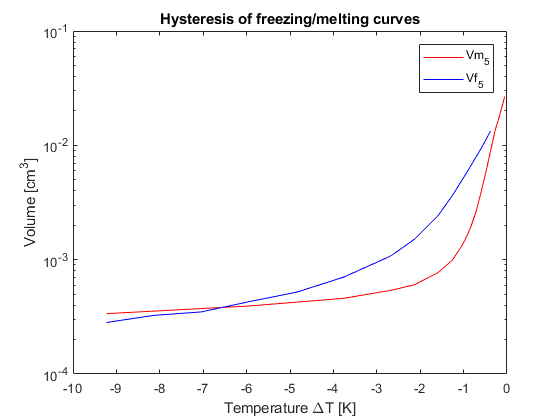 Hysteresis of freezing/melting curves
10^-1
Vm_5
Vf_5
10^-2
Volume [cm^3]
10^-3
10^-4
-10 -9 -8 -7 -6 -5 -4 -3 -2 -1 0
Temperature ΔT [K]